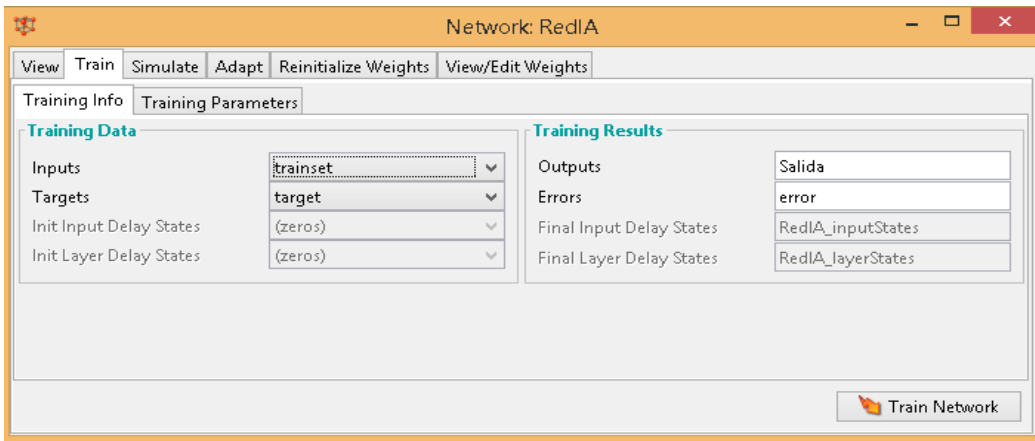 Network: RedIA
View Train Simulate Adapt Reinitialize Weights View/Edit Weights
Training Info Training Parameters
Training Data
Inputs trainset
Targets target
Init Input Delay States (zeros)
Init Layer Delay States (zeros)
Training Results
Outputs Salida
Errors error
Final Input Delay States RedIA_inputStates
Final Layer Delay States RedIA_layerStates
Train Network